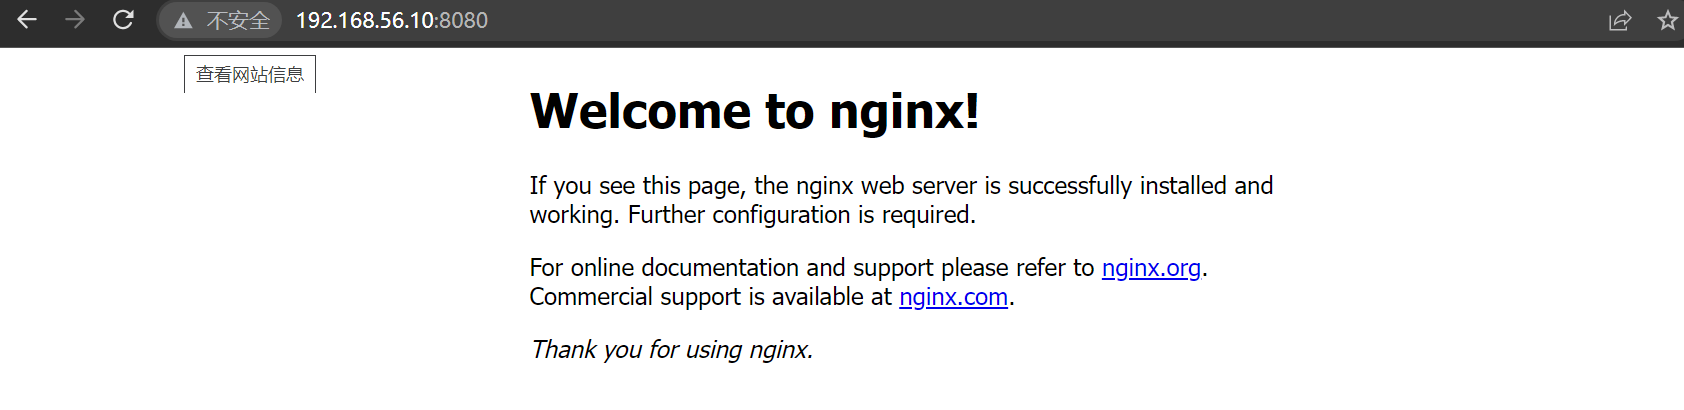 不安全 192.168.56.10:8080
查看网站信息
Welcome to nginx!
If you see this page, the nginx web server is successfully installed and
working. Further configuration is required.
For online documentation and support please refer to nginx.org.
Commercial support is available at nginx.com.
Thank you for using nginx.